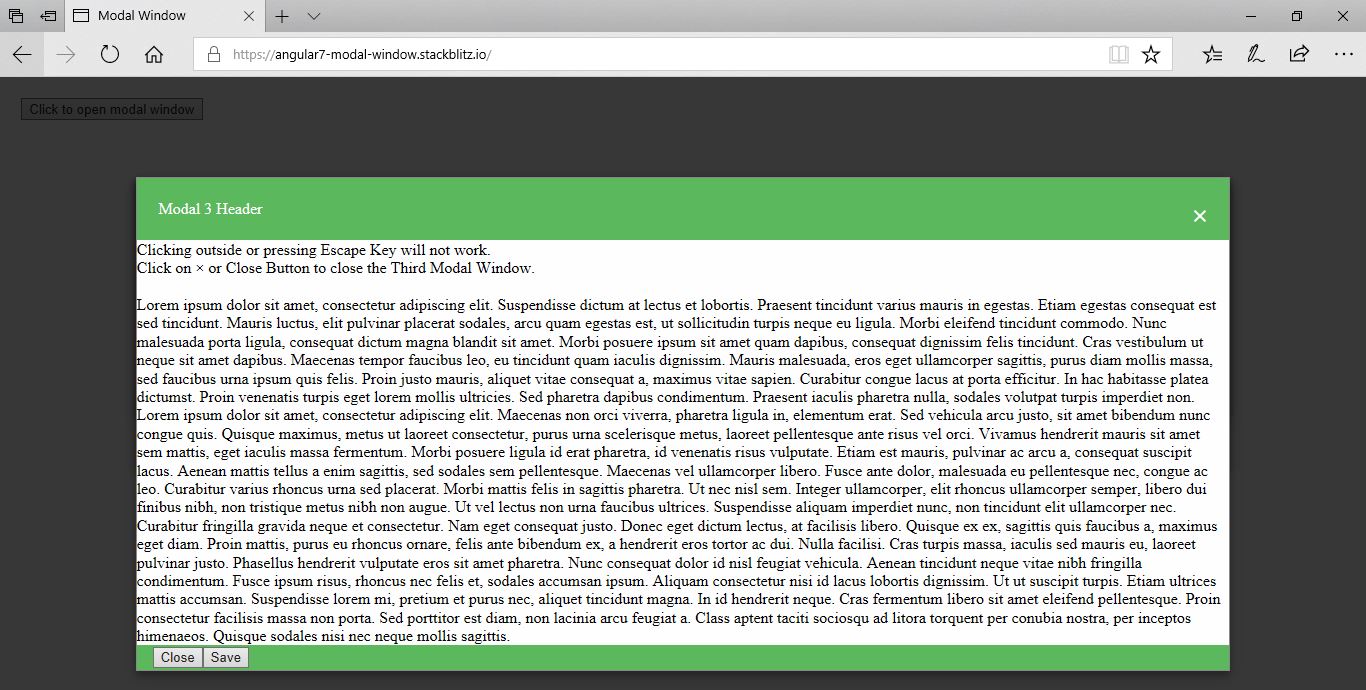 Modal Window
https://angular7-modal-window.stackblitz.io/
Click to open modal window
Modal 3 Header
×
Clicking outside or pressing Escape Key will not work.
Click on × or Close Button to close the Third Modal Window.
Lorem ipsum dolor sit amet, consectetur adipiscing elit. Suspendisse dictum at lectus et lobortis. Praesent tincidunt varius mauris in egestas. Etiam egestas consequat est
sed tincidunt. Mauris luctus, elit pulvinar placerat sodales, arcu quam egestas est, ut sollicitudin turpis neque eu ligula. Morbi eleifend tincidunt commodo. Nunc
malesuada porta ligula, consequat dictum magna blandit sit amet. Morbi posuere ipsum sit amet quam dapibus, consequat dignissim felis tincidunt. Cras vestibulum ut
neque sit amet dapibus. Maecenas tempor faucibus leo, eu tincidunt quam iaculis dignissim. Mauris malesuada, eros eget ullamcorper sagittis, purus diam mollis massa,
sed faucibus urna ipsum quis felis. Proin justo mauris, aliquet vitae consequat a, maximus vitae sapien. Curabitur congue lacus at porta efficitur. In hac habitasse platea
dictumst. Proin venenatis turpis eget lorem mollis ultricies. Sed pharetra dapibus condimentum. Praesent iaculis pharetra nulla, sodales volutpat turpis imperdiet non.
Lorem ipsum dolor sit amet, consectetur adipiscing elit. Maecenas non orci viverra, pharetra ligula in, elementum erat. Sed vehicula arcu justo, sit amet bibendum nunc
congue quis. Quisque maximus, metus ut laoreet consectetur, purus urna scelerisque metus, laoreet pellentesque ante risus vel orci. Vivamus hendrerit mauris sit amet
sem mattis, eget iaculis massa fermentum. Morbi posuere ligula id erat pharetra, id venenatis risus vulputate. Etiam est mauris, pulvinar ac arcu a, consequat suscipit
lacus. Aenean mattis tellus a enim sagittis, sed sodales sem pellentesque. Maecenas vel ullamcorper libero. Fusce ante dolor, malesuada eu pellentesque nec, congue ac
leo. Curabitur varius rhoncus urna sed placerat. Morbi mattis felis in sagittis pharetra. Ut nec nisl sem. Integer ullamcorper, elit rhoncus ullamcorper semper, libero dui
finibus nibh, non tristique metus nibh non augue. Ut vel lectus non urna faucibus ultrices. Suspendisse aliquam imperdiet nunc, non tincidunt elit ullamcorper nec.
Curabitur fringilla gravida neque et consectetur. Nam eget consequat justo. Donec eget dictum lectus, at facilisis libero. Quisque ex ex, sagittis quis faucibus a, maximus
eget diam. Proin mattis, purus eu rhoncus ornare, felis ante bibendum ex, a hendrerit eros tortor ac dui. Nulla facilisi. Cras turpis massa, iaculis sed mauris eu, laoreet
pulvinar justo. Phasellus hendrerit vulputate eros sit amet pharetra. Nunc consequat dolor id nisl feugiat vehicula. Aenean tincidunt neque vitae nibh fringilla
condimentum. Fusce ipsum risus, rhoncus nec felis et, sodales accumsan ipsum. Aliquam consectetur nisi id lacus lobortis dignissim. Ut ut suscipit turpis. Etiam ultrices
mattis accumsan. Suspendisse lorem mi, pretium et purus nec, aliquet tincidunt magna. In id hendrerit neque. Cras fermentum libero sit amet eleifend pellentesque. Proin
consectetur facilisis massa non porta. Sed porttitor est diam, non lacinia arcu feugiat a. Class aptent taciti sociosqu ad litora torquent per conubia nostra, per inceptos
himenaeos. Quisque sodales nisi nec neque mollis sagittis.
Close Save